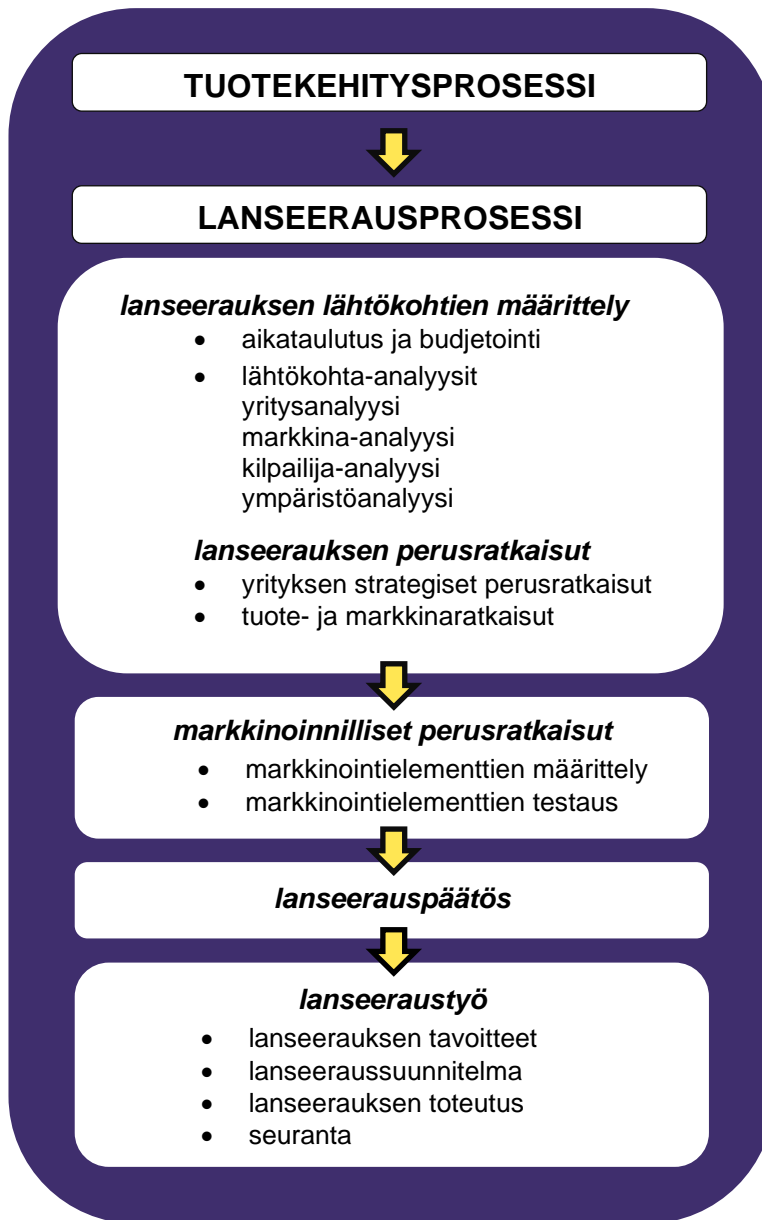 TUOTEKEHITYSPROSESSI
LANSEERAUSPROSESSI
lanseerauksen lähtökohtien määrittely
• aikataulutus ja budjetointi
• lähtökohta-analyysit
yritysanalyysi
markkina-analyysi
kilpailija-analyysi
ympäristöanalyysi
lanseerauksen perusratkaisut
• yrityksen strategiset perusratkaisut
• tuote- ja markkinaratkaisut
markkinoinnilliset perusratkaisut
• markkinointielementtien määrittely
• markkinointielementtien testaus
lanseerauspäätös
lanseeraustyö
• lanseerauksen tavoitteet
• lanseeraussuunnitelma
• lanseerauksen toteutus
• seuranta